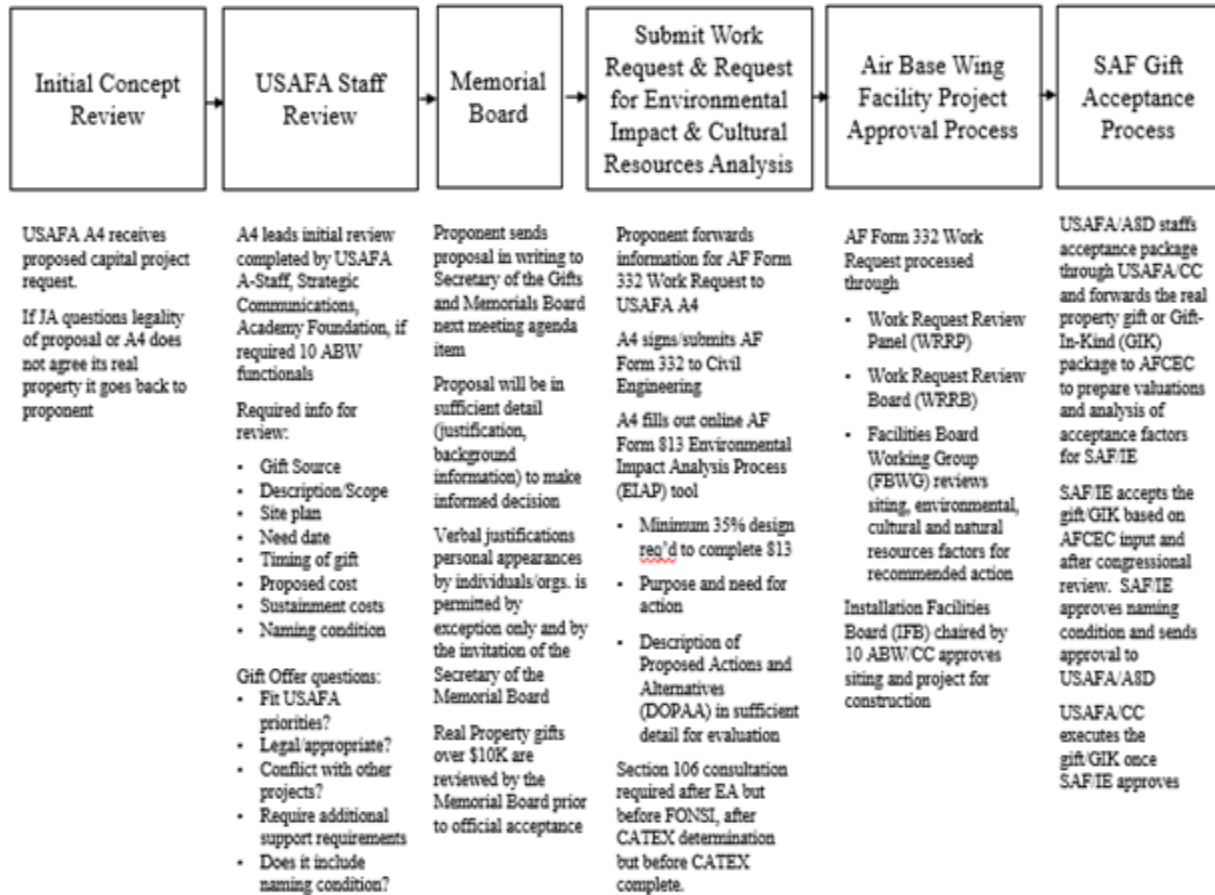 Initial Concept
Review
USAFA Staff
Review
Memorial
Board
Submit Work
Request & Request
for Environmental
Impact & Cultural
Resources Analysis
Air Base Wing
Facility Project
Approval Process
SAF Gift
Acceptance
Process
USAFA A4 receives
proposed capital project
request.
If JA questions legality
of proposal or A4 does
not agree its real
property it goes back to
proponent
A4 leads initial review
completed by USAFA
A-Staff, Strategic
Communications,
Academy Foundation, if
required 10 ABW
functionals
Required info for
review:
• Gift Source
• Description/Scope
• Site plan
• Need date
• Timing of gift
• Proposed cost
• Sustainment costs
• Naming condition
Gift Offer questions:
• Fit USAFA
priorities?
• Legal/appropriate?
• Conflict with other
projects?
• Require additional
support requirements
• Does it include
naming condition?
Proponent sends
proposal in writing to
Secretary of the Gifts
and Memorials Board
next meeting agenda
item
Proposal will be in
sufficient detail
(justification,
background
information) to make
informed decision
Verbal justifications
personal appearances
by individuals/orgs. is
permitted by
exception only and by
the invitation of the
Secretary of the
Memorial Board
Real Property gifts
over $10K are
reviewed by the
Memorial Board prior
to official acceptance
Proponent forwards
information for AF Form
332 Work Request to
USAFA A4
A4 signs/submits AF
Form 332 to Civil
Engineering
A4 fills out online AF
Form 813 Environmental
Impact Analysis Process
(EIAP) tool
• Minimum 35% design
req'd to complete 813
• Purpose and need for
action
• Description of
Proposed Actions and
Alternatives
(DOPAA) in sufficient
detail for evaluation
Section 106 consultation
required after EA but
before FONSI, after
CATEX determination
but before CATEX
complete.
AF Form 332 Work
Request processed
through
• Work Request Review
Panel (WRRP)
• Work Request Review
Board (WRRB)
• Facilities Board
Working Group
(FBWG) reviews
siting, environmental,
cultural and natural
resources factors for
recommended action
Installation Facilities
Board (IFB) chaired by
10 ABW/CC approves
siting and project for
construction
USAFA/A8D staffs
acceptance package
through USAFA/CC
and forwards the real
property gift or Gift-
In-Kind (GIK)
package to AFCEC
to prepare valuations
and analysis of
acceptance factors
for SAF/IE
SAF/IE accepts the
gift/GIK based on
AFCEC input and
after congressional
review. SAF/IE
approves naming
condition and sends
approval to
USAFA/A8D
USAFA/CC
executes the
gift/GIK once
SAF/IE approves